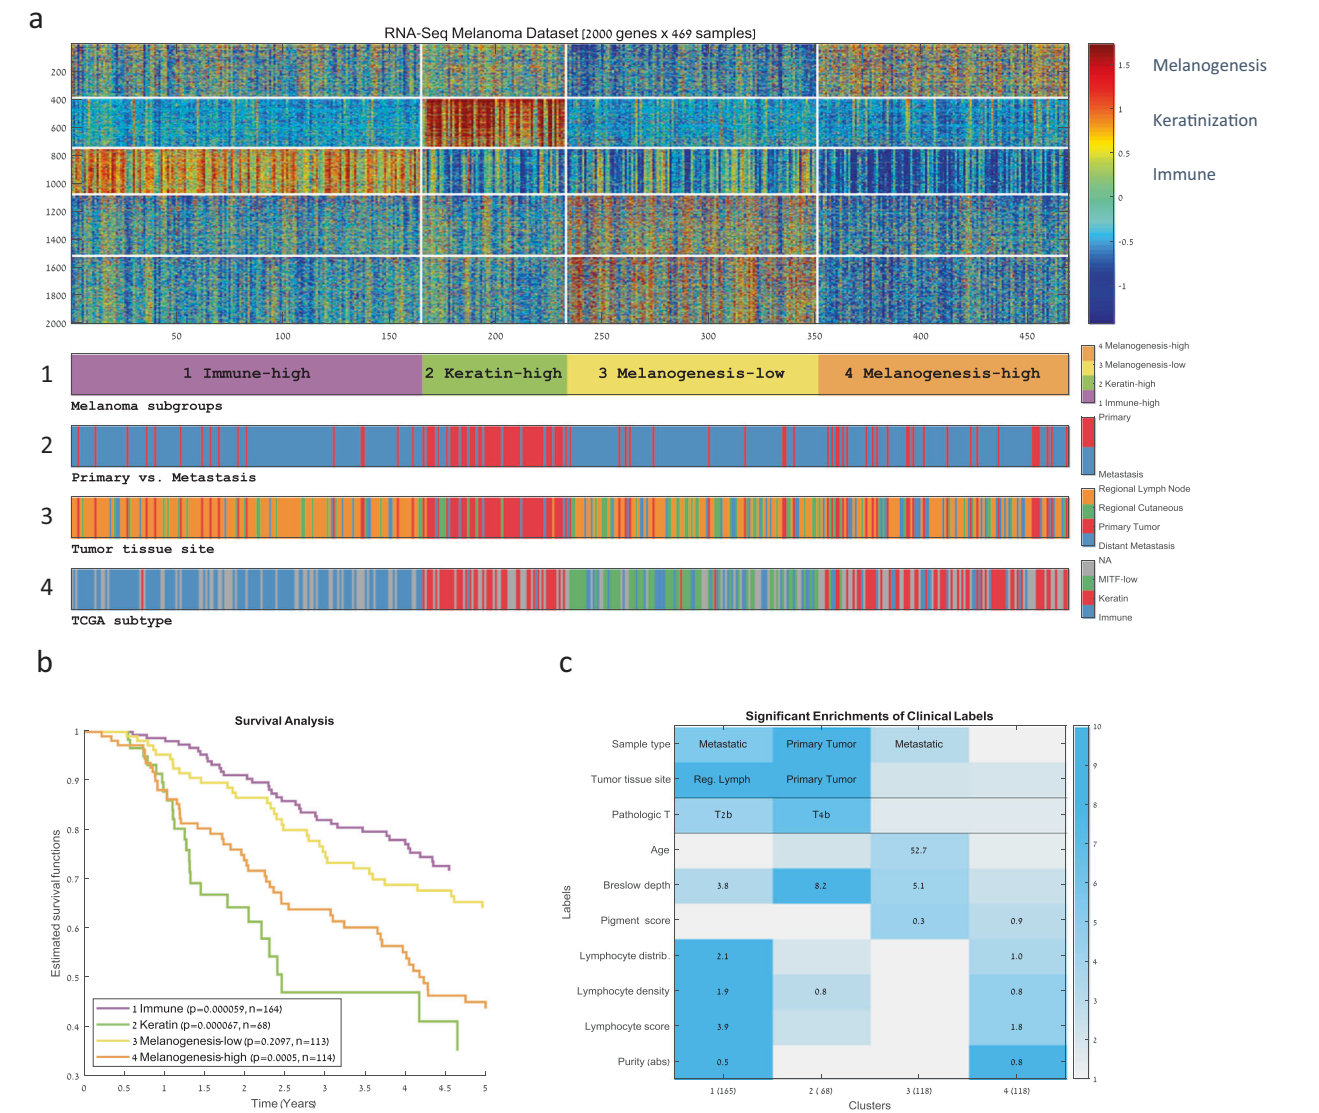 a
RNA-Seq Melanoma Dataset [2000 genes x 469 samples]
200
400
600
800
1000
1200
1400
1600
1800
2000
50
100
150
200
250
300
350
400
450
1.5
1
0.5
0
-0.5
-1
Melanogenesis
Keratinization
Immune
1
1 Immune-high
2 Keratin-high
3 Melanogenesis-low
4 Melanogenesis-high
Melanoma subgroups
4 Melanogenesis-high
3 Melanogenesis-low
2 Keratin-high
1 Immune-high
2
Primary vs. Metastasis
Primary
Metastasis
3
Tumor tissue site
Regional Lymph Node
Regional Cutaneous
Primary Tumor
Distant Metastasis
4
TCGA subtype
NA
MITF-low
Keratin
Immune
b
Survival Analysis
Estimated survival functions
1
0.9
0.8
0.7
0.6
0.5
0.4
0.3
1 Immune (p=0.000059, n=164)
2 Keratin (p=0.000067, n=68)
3 Melanogenesis-low (p=0.2097, n=113)
4 Melanogenesis-high (p=0.0005, n=114)
0
0.5
1
1.5
2
2.5
3
3.5
4
4.5
5
Time (Years)
c
Significant Enrichments of Clinical Labels
Labels
Sample type
Metastatic
Primary Tumor
Metastatic
Tumor tissue site
Reg. Lymph
Primary Tumor
Pathologic T
T2b
T4b
Age
52.7
Breslow depth
3.8
8.2
5.1
Pigment score
0.3
0.9
Lymphocyte distrib.
2.1
1.0
Lymphocyte density
1.9
0.8
0.8
Lymphocyte score
3.9
1.8
Purity (abs)
0.5
0.8
1 (165)
2 ( 68)
3 (118)
4 (118)
Clusters
10
9
8
7
6
5
4
3
2
1